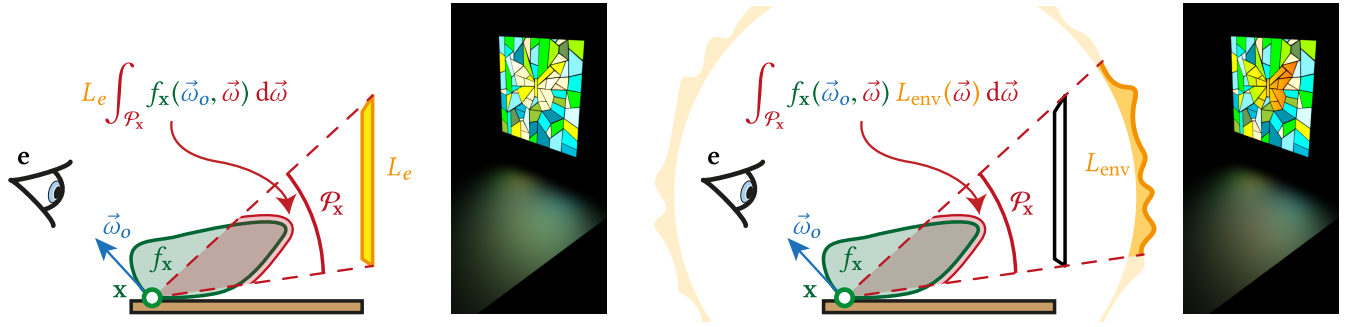 L_e ∫_{𝒫_𝐱} f_𝐱(ω⃗_o, ω⃗) dω⃗
𝐞
L_e
𝒫_𝐱
ω⃗_o
f_𝐱
𝐱
∫_{𝒫_𝐱} f_𝐱(ω⃗_o, ω⃗) L_env(ω⃗) dω⃗
𝐞
L_env
𝒫_𝐱
ω⃗_o
f_𝐱
𝐱